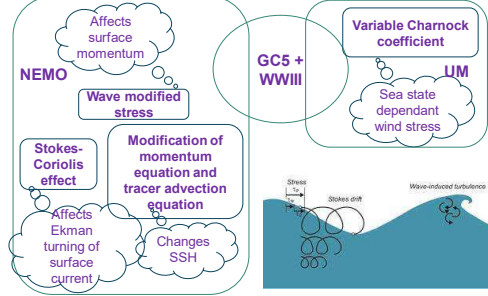 Affects
surface
momentum
NEMO
Wave modified
stress
Stokes-
Coriolis
effect
Modification of
momentum
equation and
tracer advection
equation
Affects
Ekman
turning of
surface
current
Changes
SSH
GC5 +
WWIII
Variable Charnock
coefficient
UM
Sea state
dependant
wind stress
Stress
Stokes drift
Wave-induced turbulence